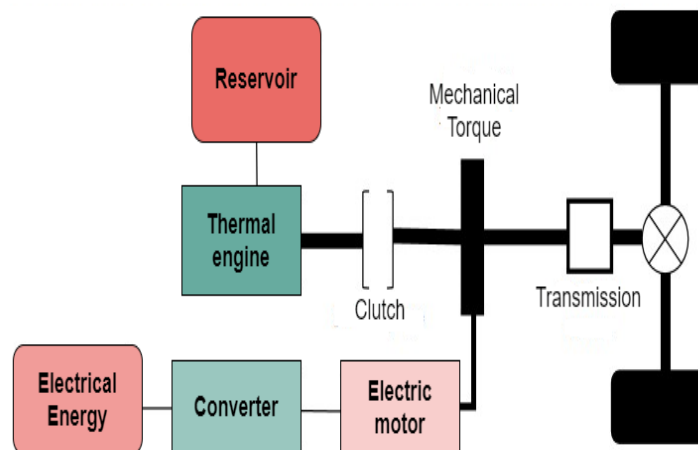 Reservoir
Mechanical
Torque
Thermal
engine
Clutch
Transmission
Electrical
Energy
Converter
Electric
motor